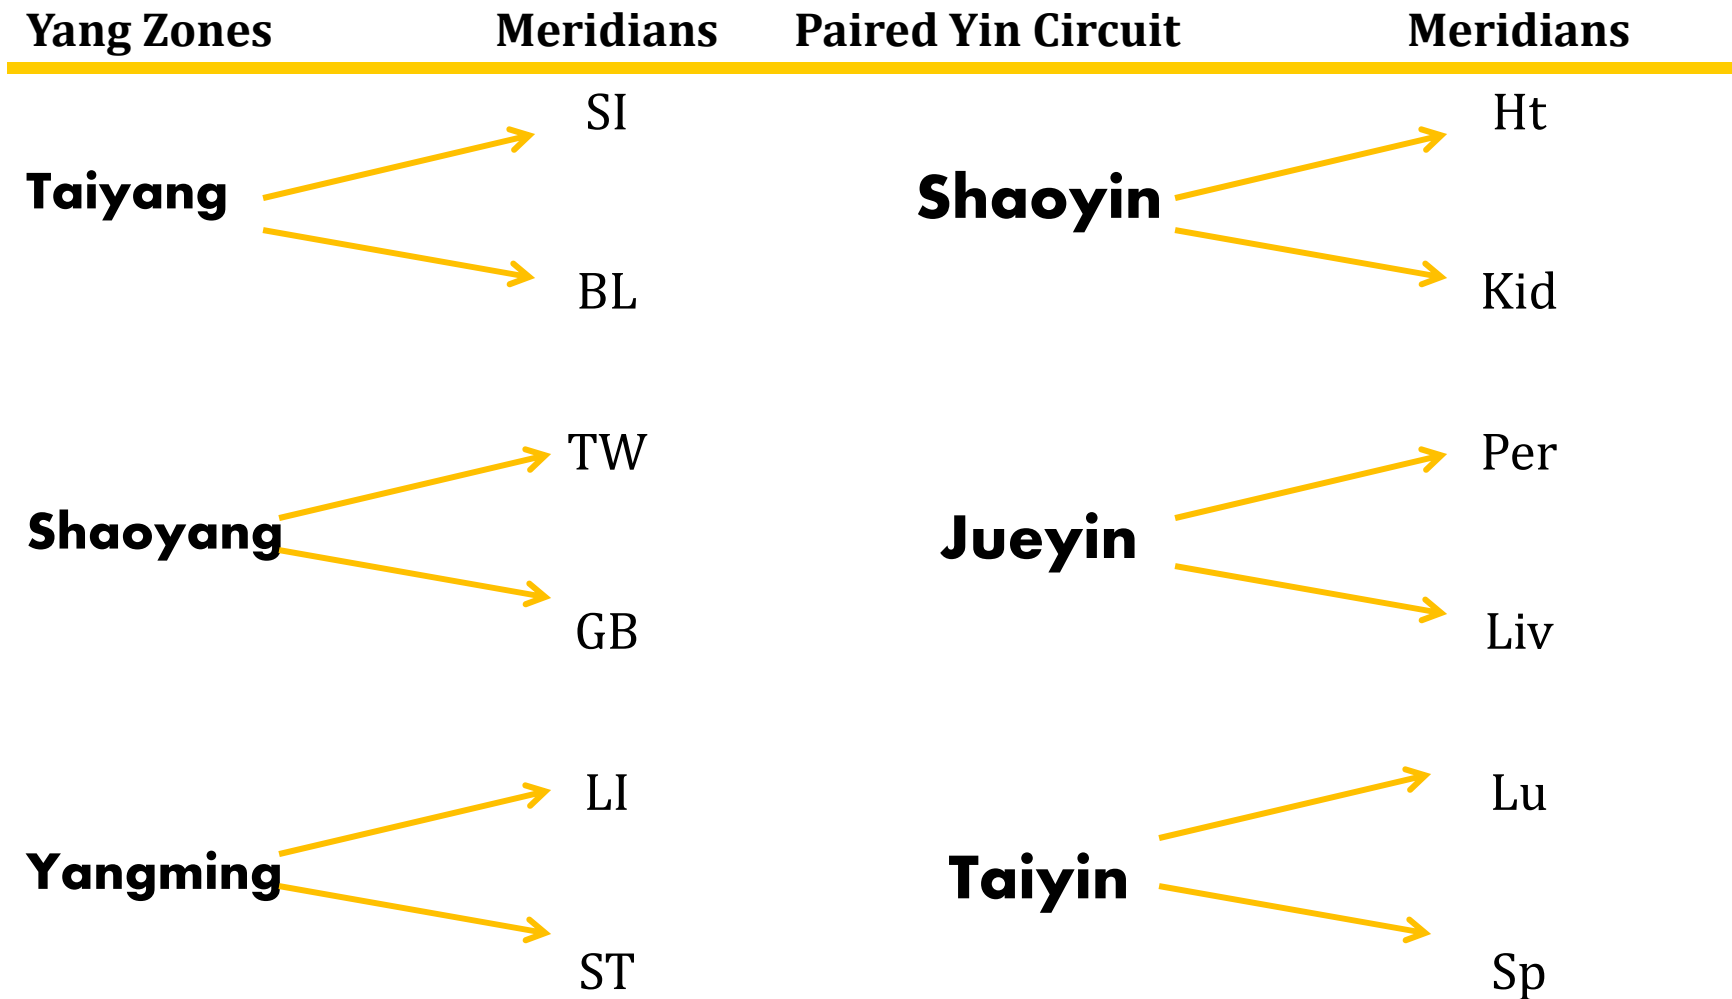 Yang Zones Meridians Paired Yin Circuit Meridians
SI Ht
Taiyang Shaoyin
BL Kid
TW Per
Shaoyang Jueyin
GB Liv
LI Lu
Yangming Taiyin
ST Sp